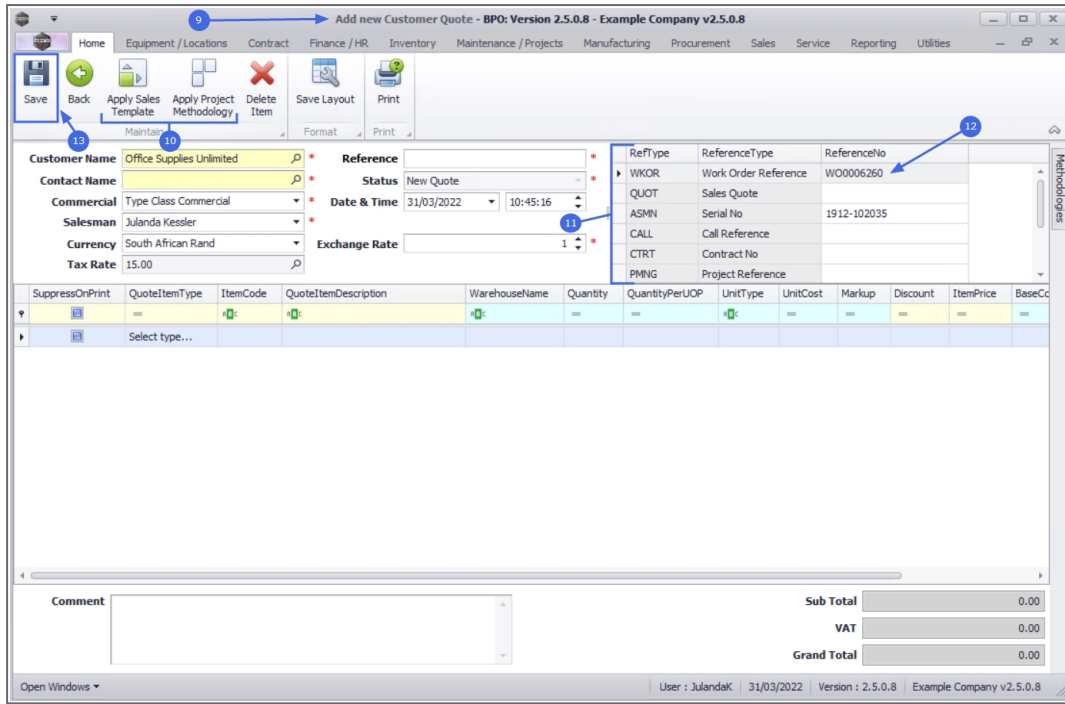 Add new Customer Quote - BPO: Version 2.5.0.8 - Example Company v2.5.0.8
9
Home Equipment / Locations Contract Finance / HR Inventory Maintenance / Projects Manufacturing Procurement Sales Service Reporting Utilities
Save Back Apply Sales Template Apply Project Methodology Delete Item Save Layout Print
Maintain Format Print
13 10 12
Customer Name Office Supplies Unlimited * Reference *
Contact Name * Status New Quote *
Commercial Type Class Commercial * Date & Time 31/03/2022 10:45:16
Salesman Julanda Kessler *
Currency South African Rand Exchange Rate 1 *
Tax Rate 15.00
11
RefType ReferenceType ReferenceNo
WKOR Work Order Reference WO0006260
QUOT Sales Quote
ASMN Serial No 1912-102035
CALL Call Reference
CTRT Contract No
PMNG Project Reference
Methodologies
SuppressOnPrint QuoteItemType ItemCode QuoteItemDescription WarehouseName Quantity QuantityPerUOP UnitType UnitCost Markup Discount ItemPrice BaseCo
Select type...
Comment
Sub Total 0.00
VAT 0.00
Grand Total 0.00
Open Windows User : JulandaK 31/03/2022 Version : 2.5.0.8 Example Company v2.5.0.8